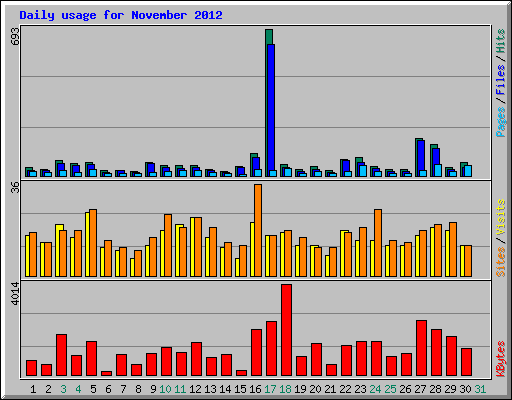 Daily usage for November 2012
693
Pages / Files / Hits
36
Sites / Visits
4014
KBytes
1 2 3 4 5 6 7 8 9 10 11 12 13 14 15 16 17 18 19 20 21 22 23 24 25 26 27 28 29 30 31